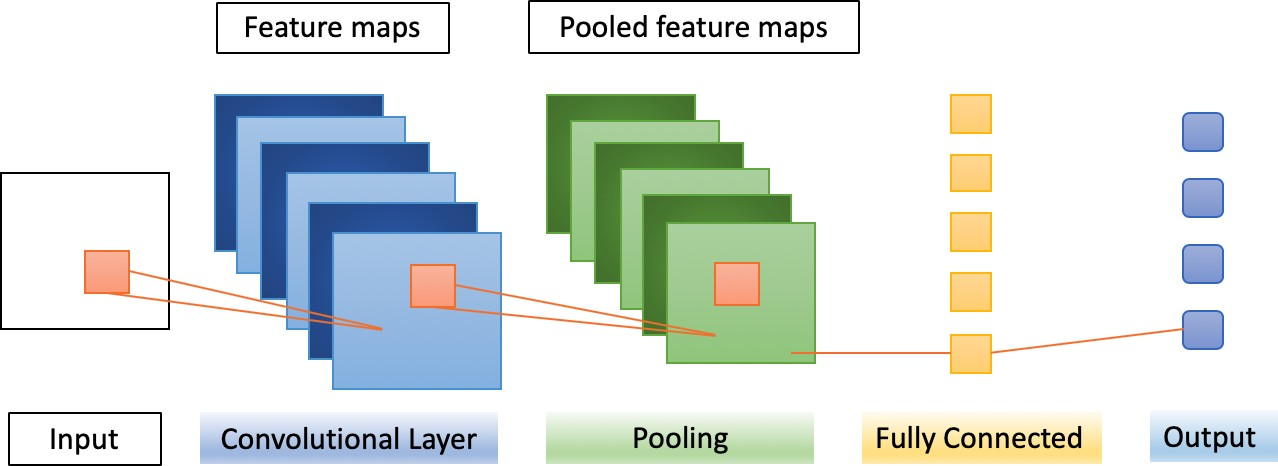 Feature maps
Pooled feature maps
Input
Convolutional Layer
Pooling
Fully Connected
Output